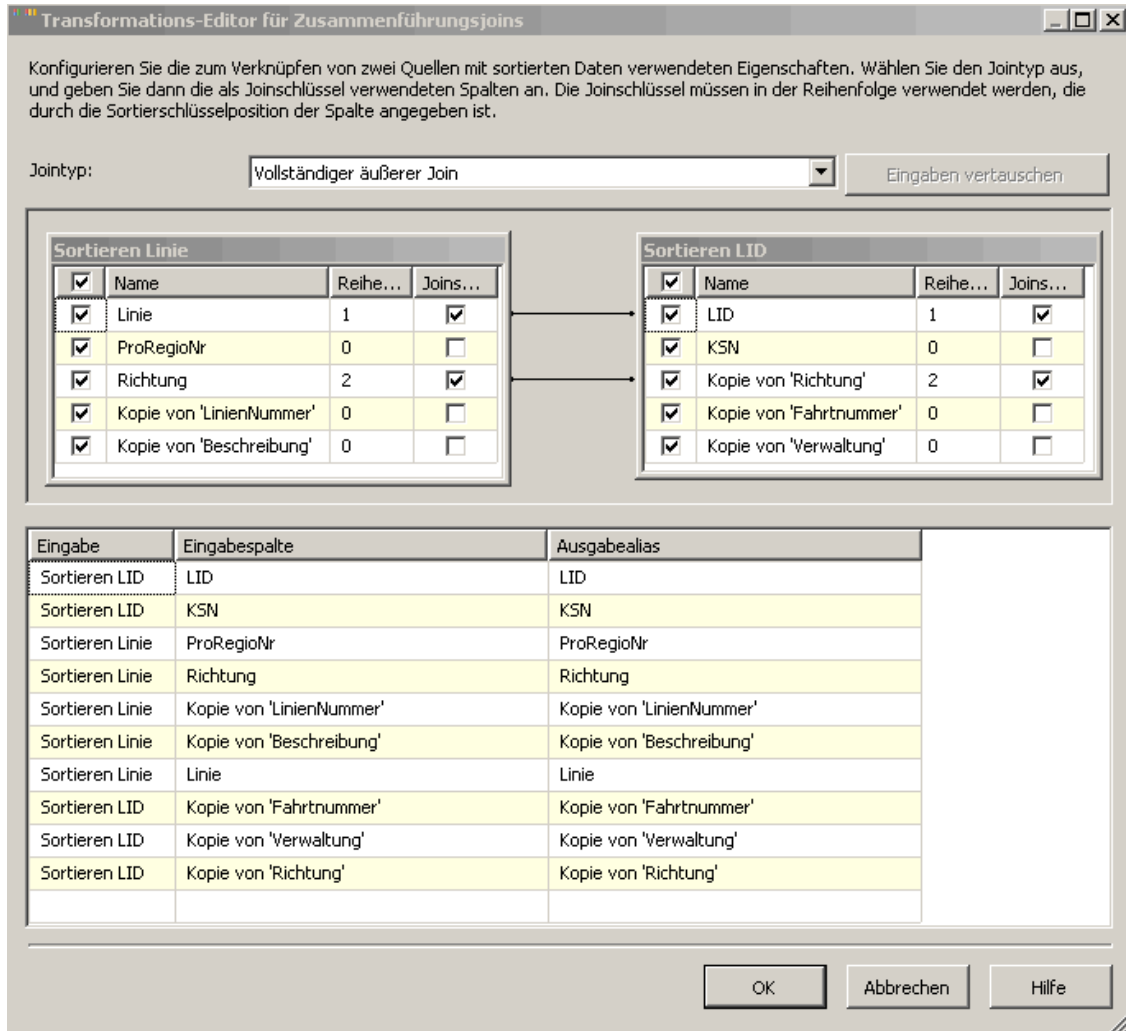 Transformations-Editor für Zusammenführungsjoins
Konfigurieren Sie die zum Verknüpfen von zwei Quellen mit sortierten Daten verwendeten Eigenschaften. Wählen Sie den Jointyp aus,
und geben Sie dann die als Joinschlüssel verwendeten Spalten an. Die Joinschlüssel müssen in der Reihenfolge verwendet werden, die
durch die Sortierschlüsselposition der Spalte angegeben ist.
Jointyp: Vollständiger äußerer Join Eingaben vertauschen
Sortieren Linie
Name Reihe... Joins...
Linie 1
ProRegioNr 0
Richtung 2
Kopie von 'LinienNummer' 0
Kopie von 'Beschreibung' 0
Sortieren LID
Name Reihe... Joins...
LID 1
KSN 0
Kopie von 'Richtung' 2
Kopie von 'Fahrtnummer' 0
Kopie von 'Verwaltung' 0
Eingabe Eingabespalte Ausgabealias
Sortieren LID LID LID
Sortieren LID KSN KSN
Sortieren Linie ProRegioNr ProRegioNr
Sortieren Linie Richtung Richtung
Sortieren Linie Kopie von 'LinienNummer' Kopie von 'LinienNummer'
Sortieren Linie Kopie von 'Beschreibung' Kopie von 'Beschreibung'
Sortieren Linie Linie Linie
Sortieren LID Kopie von 'Fahrtnummer' Kopie von 'Fahrtnummer'
Sortieren LID Kopie von 'Verwaltung' Kopie von 'Verwaltung'
Sortieren LID Kopie von 'Richtung' Kopie von 'Richtung'
OK Abbrechen Hilfe